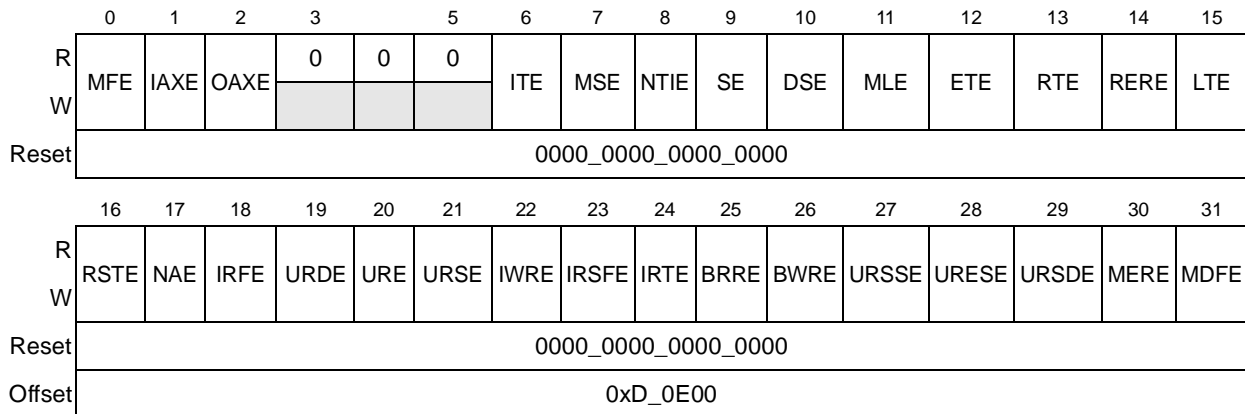 0 1 2 3 5 6 7 8 9 10 11 12 13 14 15
R MFE IAXE OAXE 0 0 0 ITE MSE NTIE SE DSE MLE ETE RTE RERE LTE
W
Reset 0000_0000_0000_0000
16 17 18 19 20 21 22 23 24 25 26 27 28 29 30 31
R RSTE NAE IRFE URDE URE URSE IWRE IRSFE IRTE BRRE BWRE URSSE URESE URSDE MERE MDFE
W
Reset 0000_0000_0000_0000
Offset 0xD_0E00